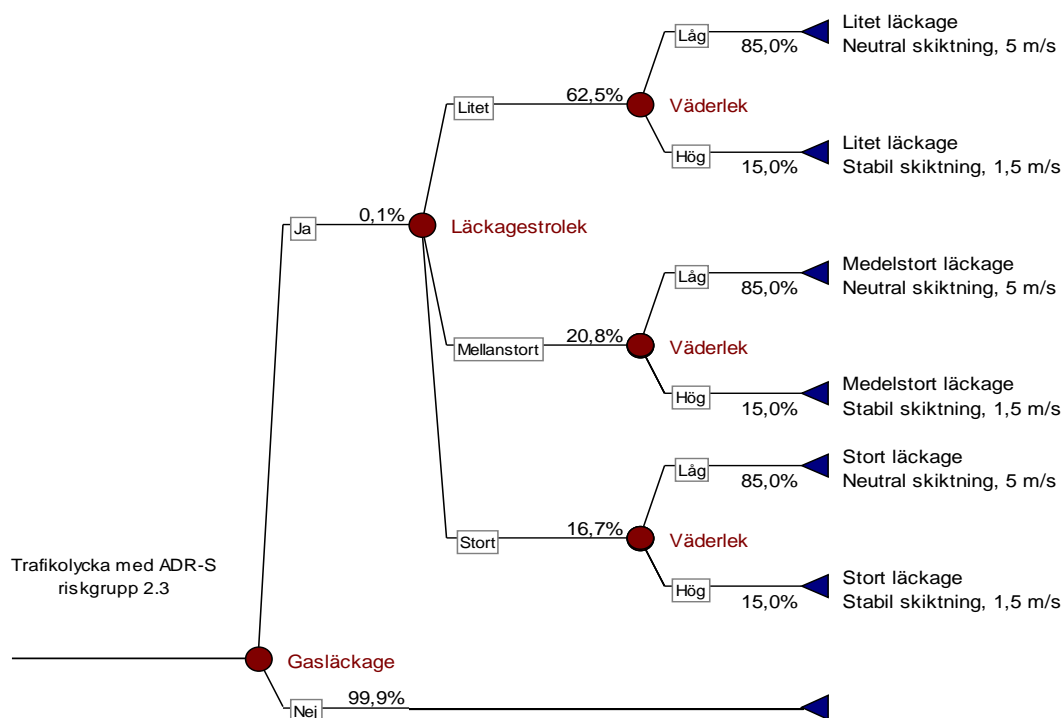 Litet läckage
Låg
85,0%
Neutral skiktning, 5 m/s
Litet
62,5%
Väderlek
Litet läckage
Hög
15,0%
Stabil skiktning, 1,5 m/s
Ja
0,1%
Läckagestrolek
Medelstort läckage
Låg
85,0%
Neutral skiktning, 5 m/s
Mellanstort
20,8%
Väderlek
Medelstort läckage
Hög
15,0%
Stabil skiktning, 1,5 m/s
Stort läckage
Låg
85,0%
Neutral skiktning, 5 m/s
Stort
16,7%
Väderlek
Stort läckage
Hög
15,0%
Stabil skiktning, 1,5 m/s
Trafikolycka med ADR-S
riskgrupp 2.3
Gasläckage
Nej
99,9%